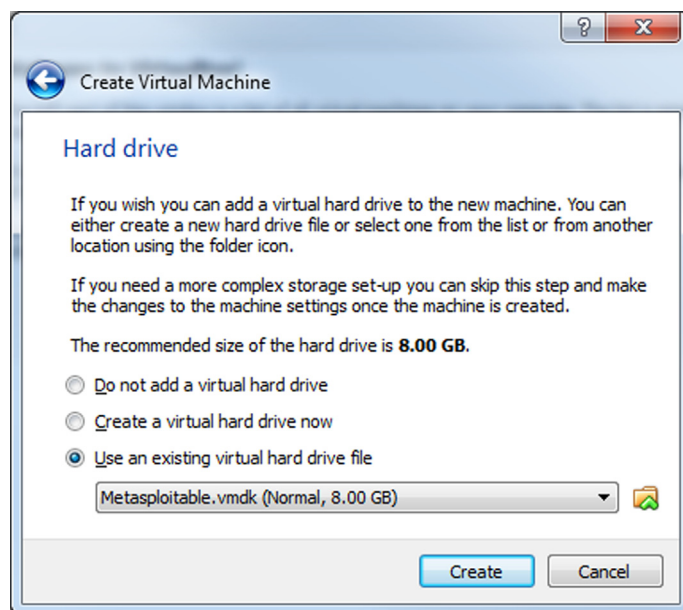 ?
X
Create Virtual Machine
Hard drive
If you wish you can add a virtual hard drive to the new machine. You can
either create a new hard drive file or select one from the list or from another
location using the folder icon.
If you need a more complex storage set-up you can skip this step and make
the changes to the machine settings once the machine is created.
The recommended size of the hard drive is 8.00 GB.
Do not add a virtual hard drive
Create a virtual hard drive now
Use an existing virtual hard drive file
Metasploitable.vmdk (Normal, 8.00 GB)
Create
Cancel